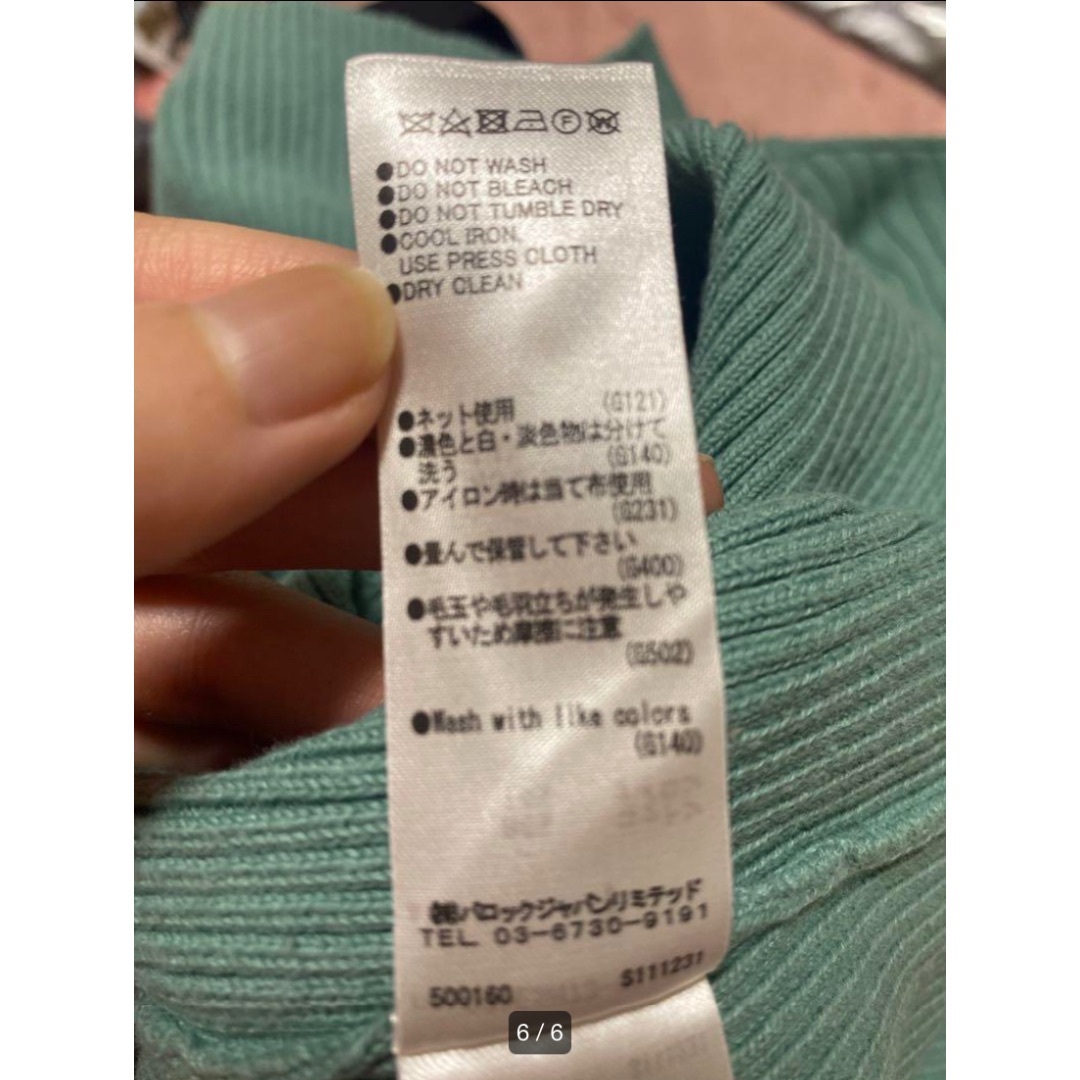 F W
●DO NOT WASH
●DO NOT BLEACH
●DO NOT TUMBLE DRY
●COOL IRON.
USE PRESS CLOTH
●DRY CLEAN
●ネット使用 (G121)
●濃色と白・淡色物は分けて
洗う (G140)
●アイロン時は当て布使用
(G231)
●畳んで保管して下さい
(G400)
●毛玉や毛羽立ちが発生しや
すいため摩擦に注意
(G502)
●Wash with like colors
(G140)
㈱バロックジャパンリミテッド
TEL 03-6730-9191
500160 S111231
6 / 6